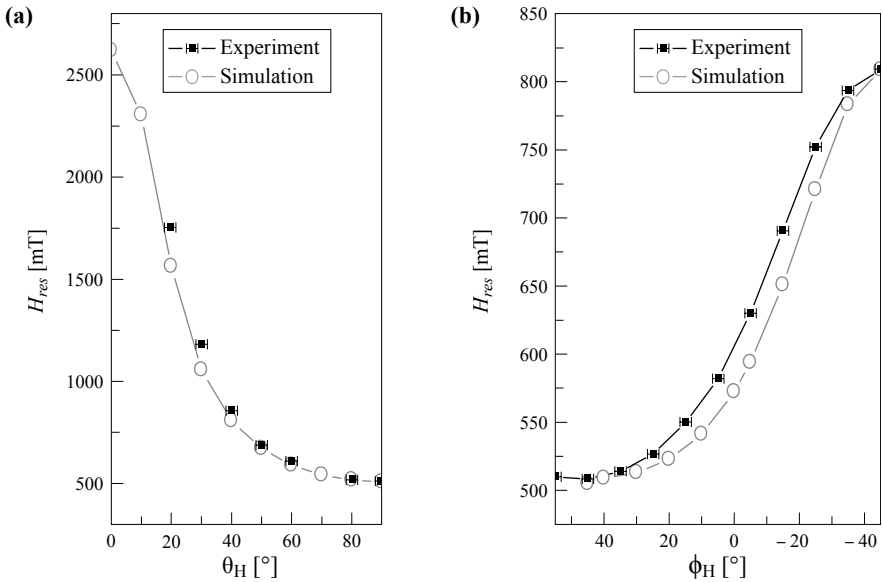 (a)
Experiment
Simulation
2500
2000
1500
1000
500
0 20 40 60 80
H_res [mT]
θ_H [°]
(b)
Experiment
Simulation
850
800
750
700
650
600
550
500
40 20 0 −20 −40
H_res [mT]
ϕ_H [°]